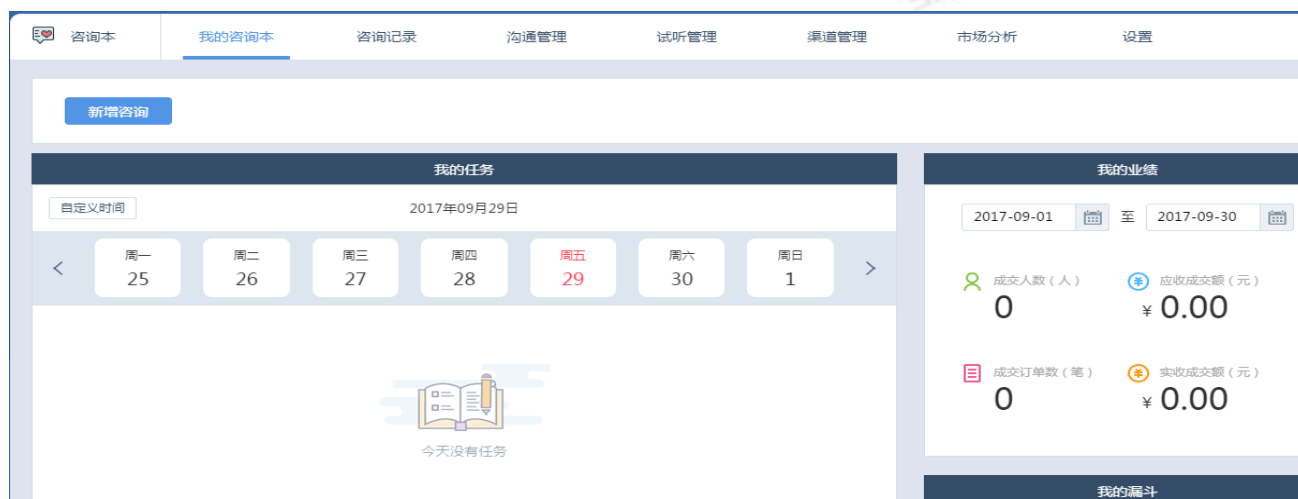 咨询本 我的咨询本 咨询记录 沟通管理 试听管理 渠道管理 市场分析 设置
新增咨询
我的任务
自定义时间 2017年09月29日
< 周一 周二 周三 周四 周五 周六 周日 >
25 26 27 28 29 30 1
今天没有任务
我的业绩
2017-09-01 至 2017-09-30
成交人数(人) 应收成交额(元)
0 ¥ 0.00
成交订单数(笔) 实收成交额(元)
0 ¥ 0.00
我的漏斗